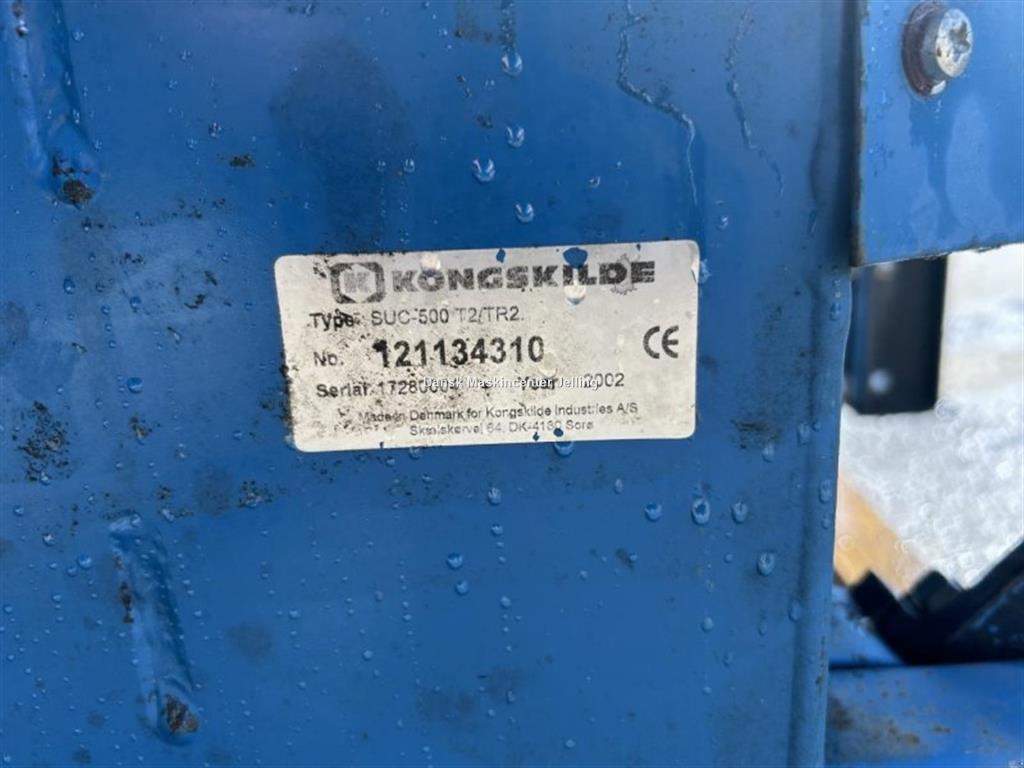 K KONGSKILDE
Type: SUC-500 T2/TR2.
No. 121134310
CE
Serial: 2002
Dansk Maskincenter, Jelling
Made in Denmark for Kongskilde Industries A/S
64, DK-4180 Sorø